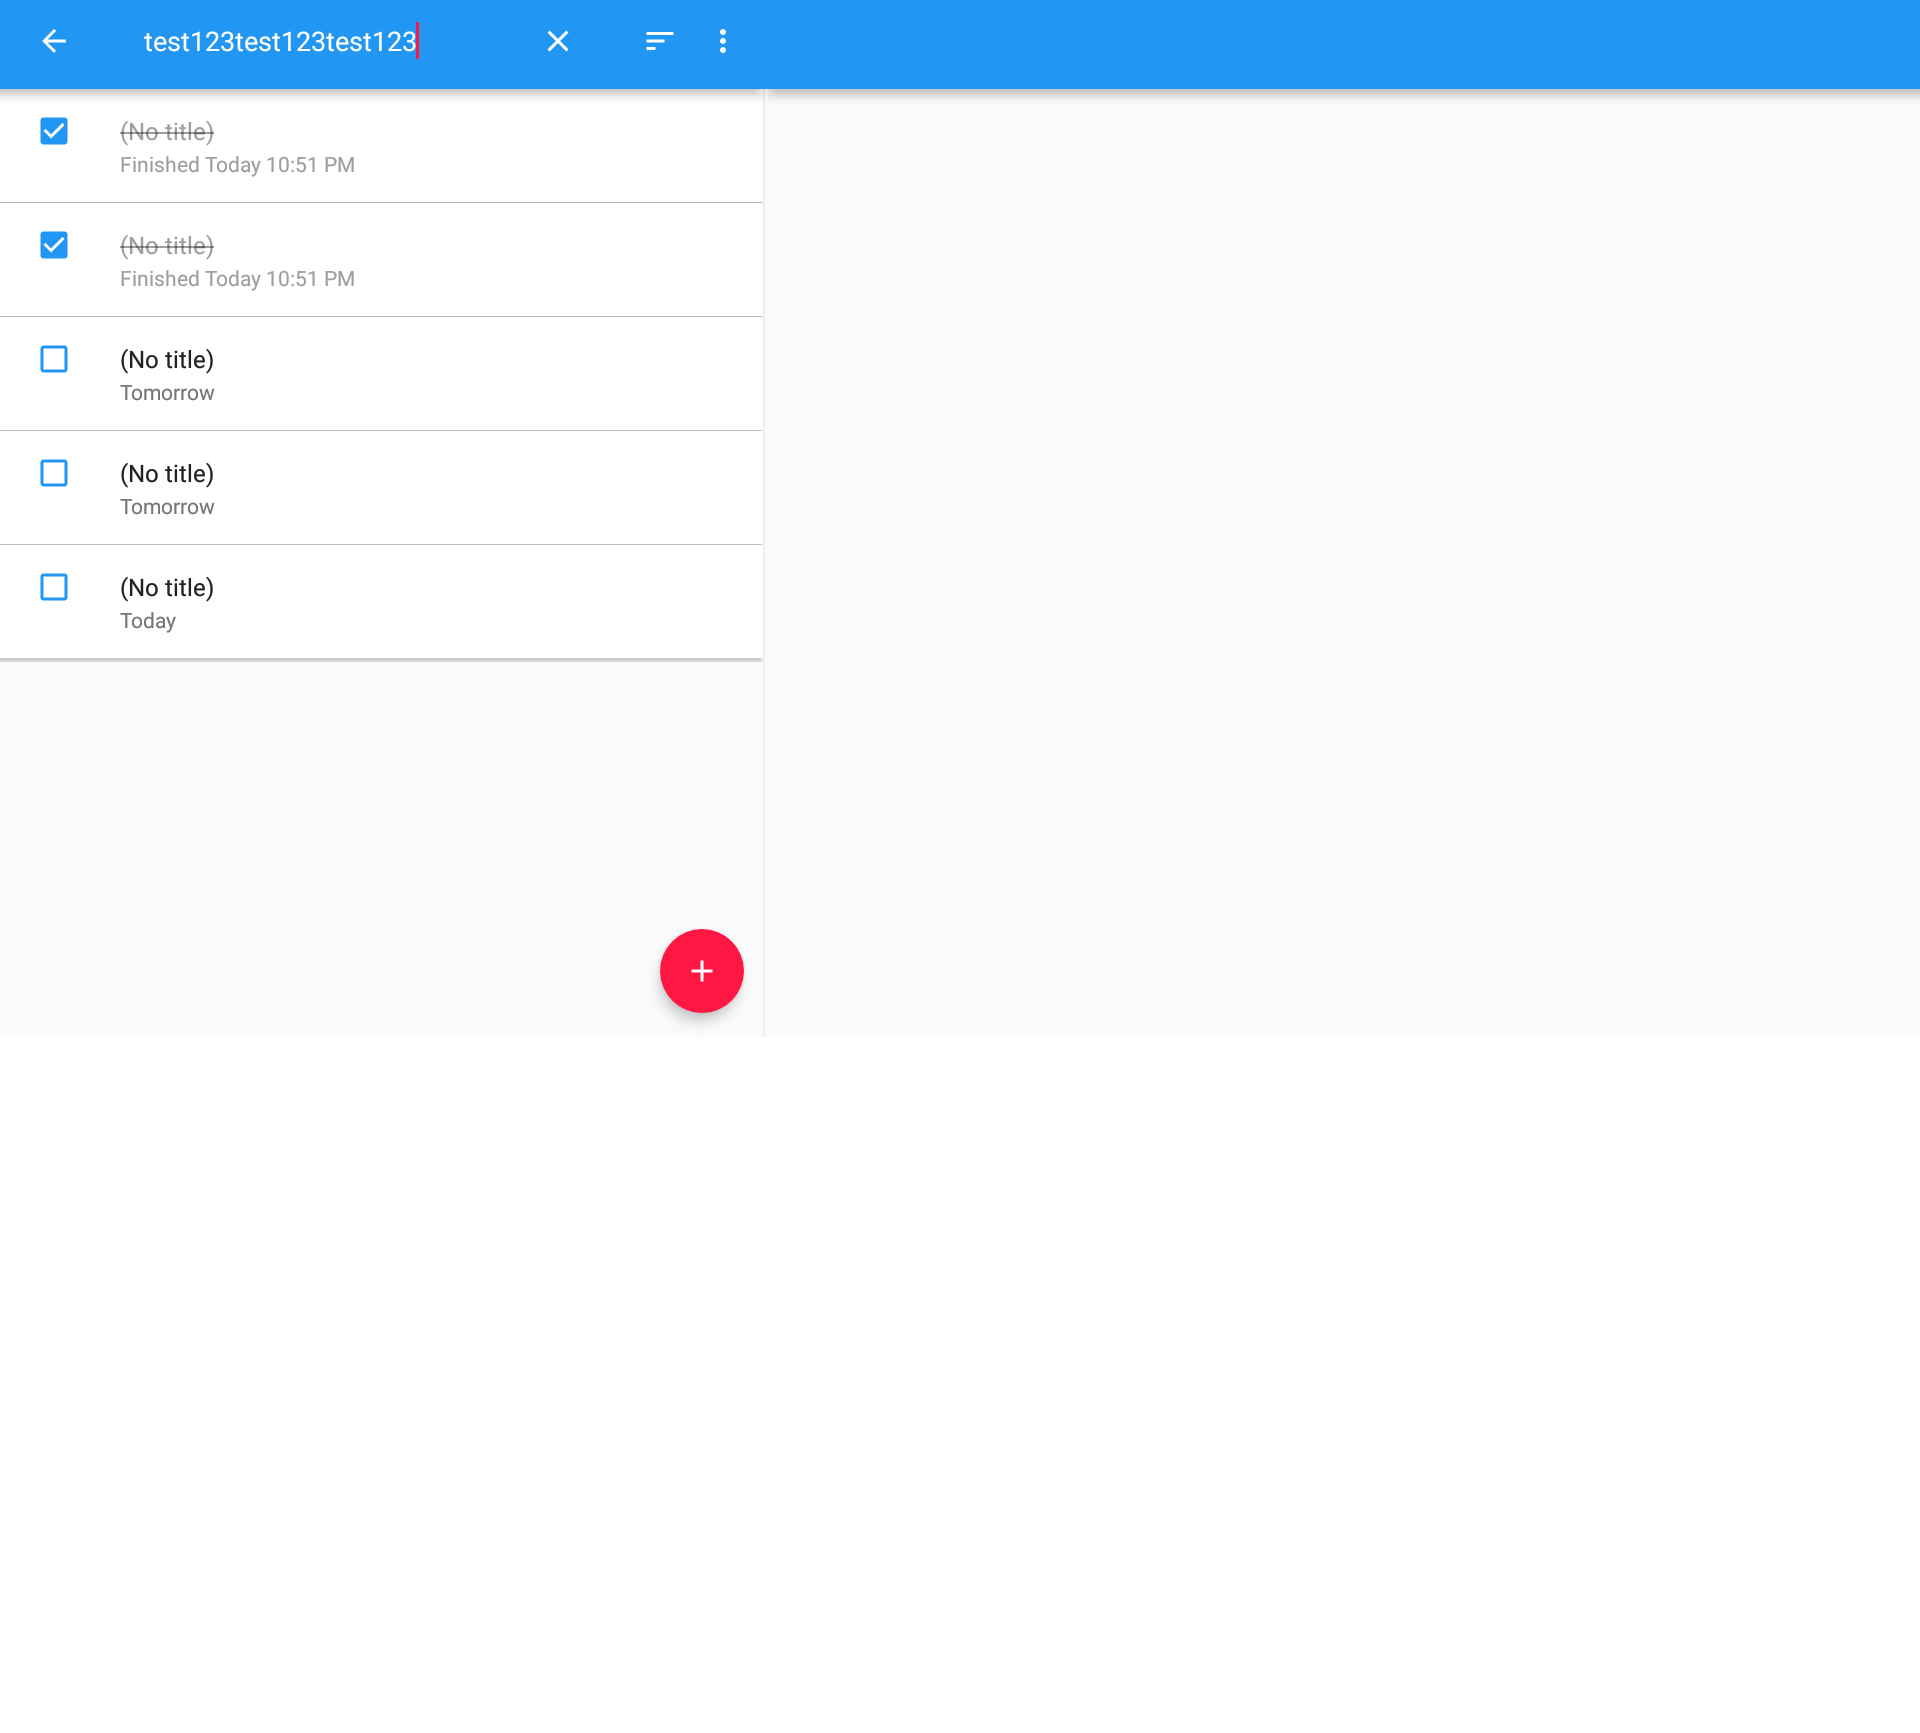 test123test123test123
(No title)
Finished Today 10:51 PM
(No title)
Finished Today 10:51 PM
(No title)
Tomorrow
(No title)
Tomorrow
(No title)
Today